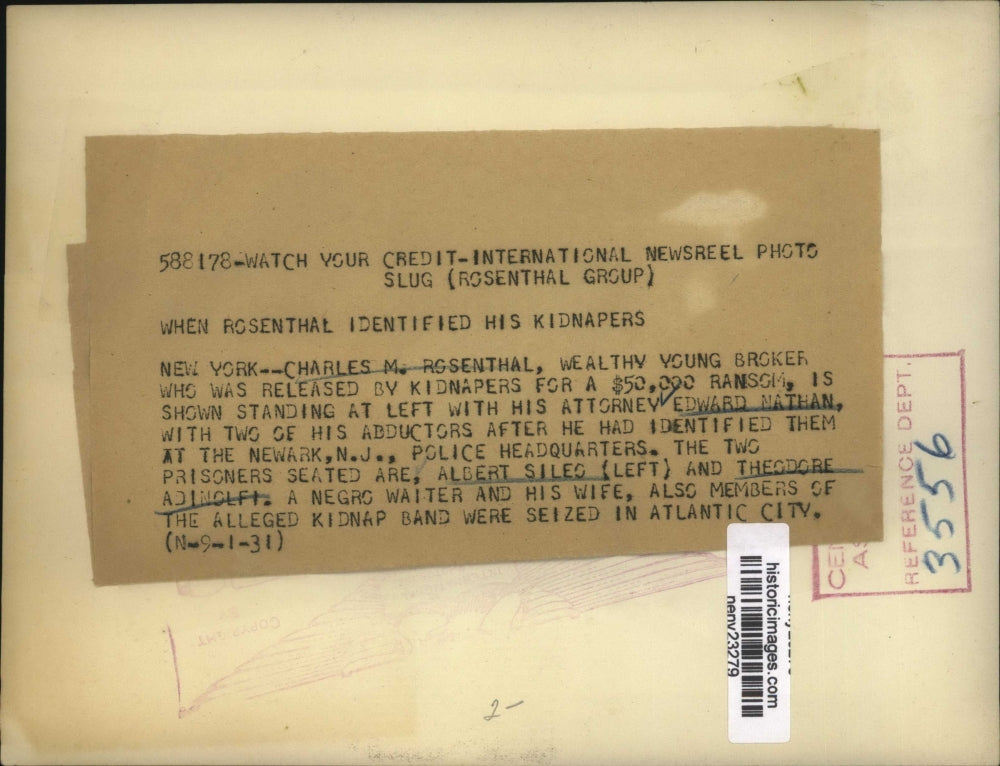 588178-WATCH YOUR CREDIT-INTERNATIONAL NEWSREEL PHOTO
SLUG (ROSENTHAL GROUP)
WHEN ROSENTHAL IDENTIFIED HIS KIDNAPERS
NEW YORK--CHARLES M. ROSENTHAL, WEALTHY YOUNG BROKER
WHO WAS RELEASED BY KIDNAPERS FOR A $50,000 RANSOM, IS
SHOWN STANDING AT LEFT WITH HIS ATTORNEY EDWARD NATHAN,
WITH TWO OF HIS ABDUCTORS AFTER HE HAD IDENTIFIED THEM
AT THE NEWARK,N.J., POLICE HEADQUARTERS. THE TWO
PRISONERS SEATED ARE, ALBERT SILEO (LEFT) AND THEODORE
ADINOLFI. A NEGRO WAITER AND HIS WIFE, ALSO MEMBERS OF
THE ALLEGED KIDNAP BAND WERE SEIZED IN ATLANTIC CITY.
(N-9-1-31)
REFERENCE DEPT.
3556
historicimages.com
neny23279
COPYRIGHT
2-